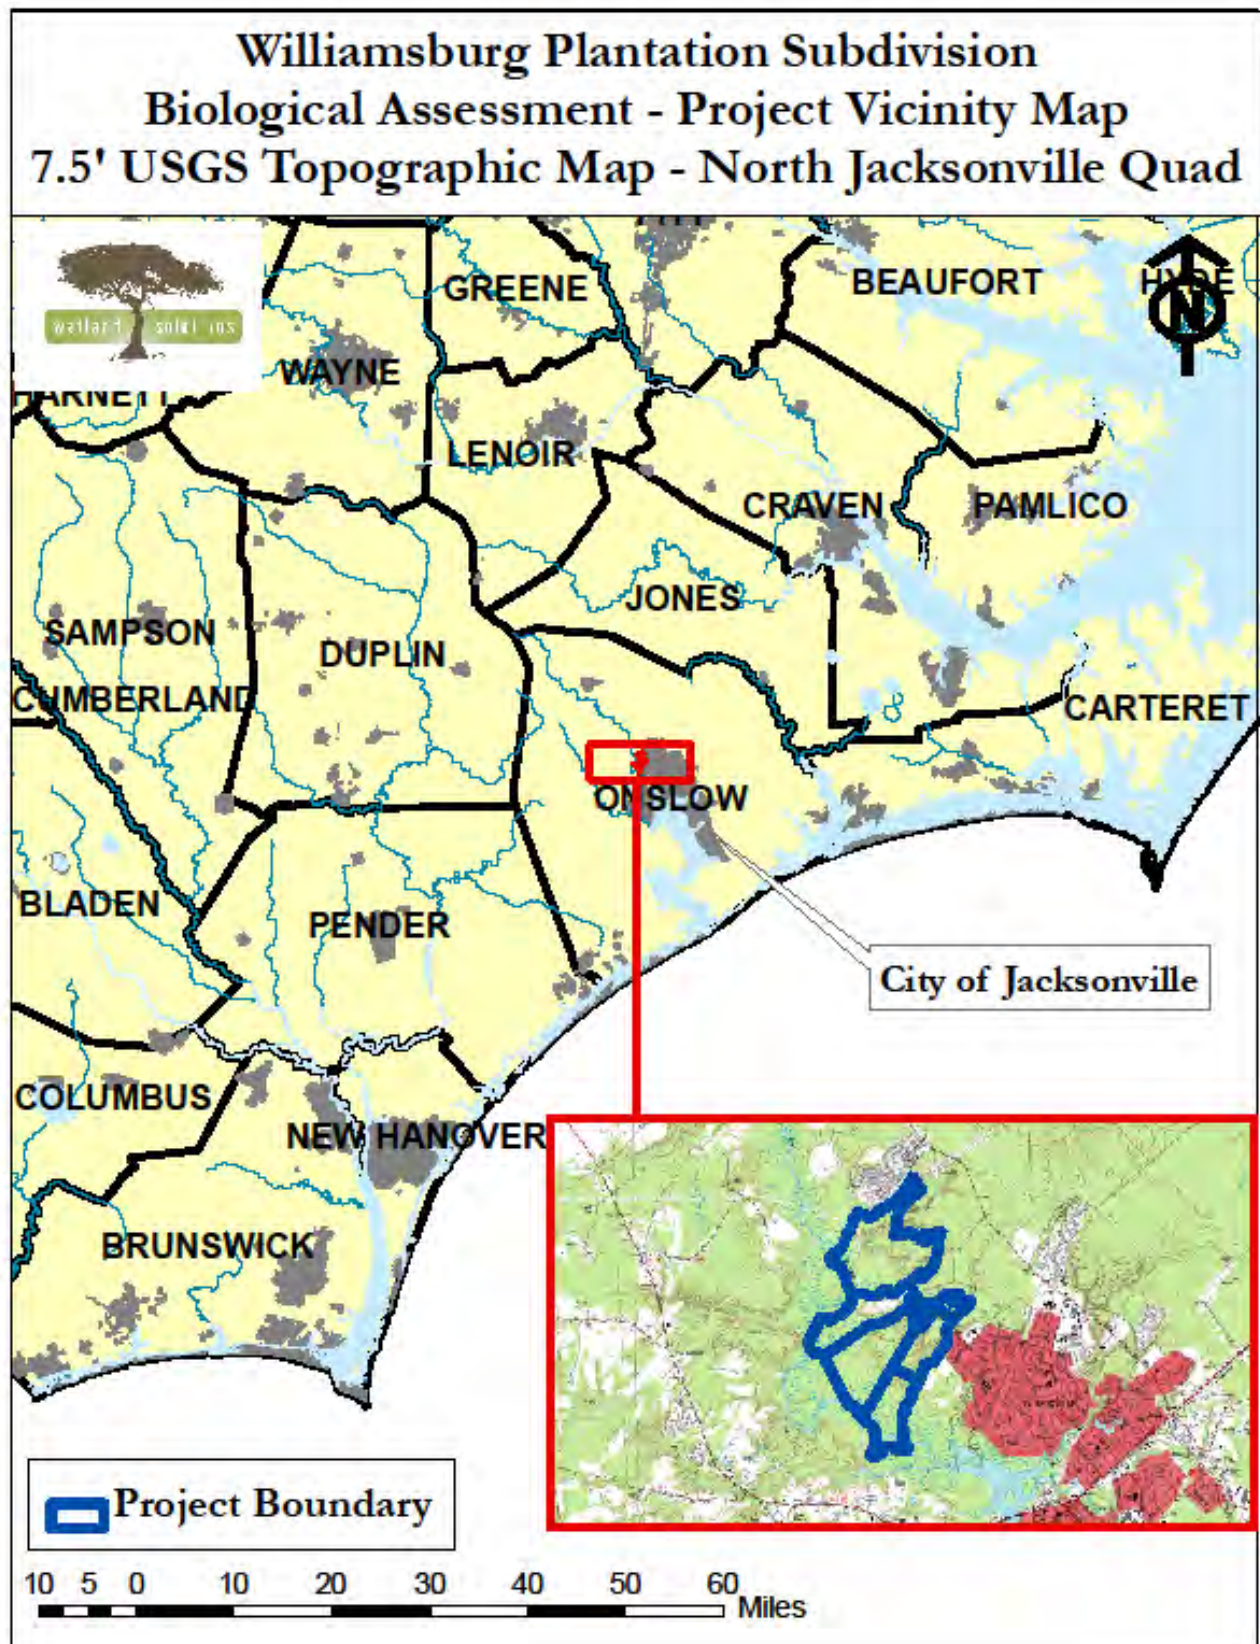 Williamsburg Plantation Subdivision
Biological Assessment - Project Vicinity Map
7.5' USGS Topographic Map - North Jacksonville Quad
GREENE
BEAUFORT
HYDE
N
WAYNE
HARNETT
LENOIR
CRAVEN
PAMLICO
JONES
SAMPSON
DUPLIN
CUMBERLAND
CARTERET
ONSLOW
BLADEN
PENDER
City of Jacksonville
COLUMBUS
NEW HANOVER
BRUNSWICK
Project Boundary
10 5 0 10 20 30 40 50 60
Miles